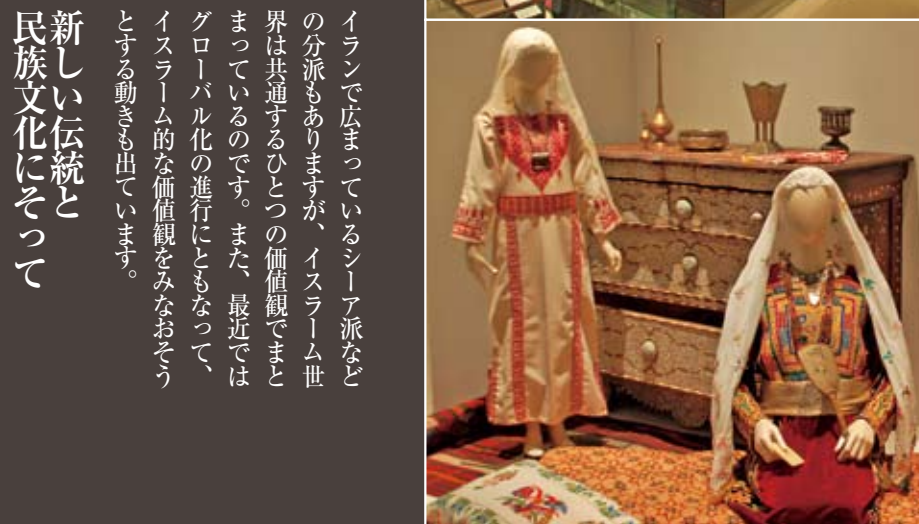 イランで広まっているシーア派など
の分派もありますが、イスラーム世
界は共通するひとつの価値観でまと
まっているのです。また、最近では
グローバル化の進行にともなって、
イスラーム的な価値観をみなおそう
とする動きも出ています。
新しい伝統と
民族文化にそって